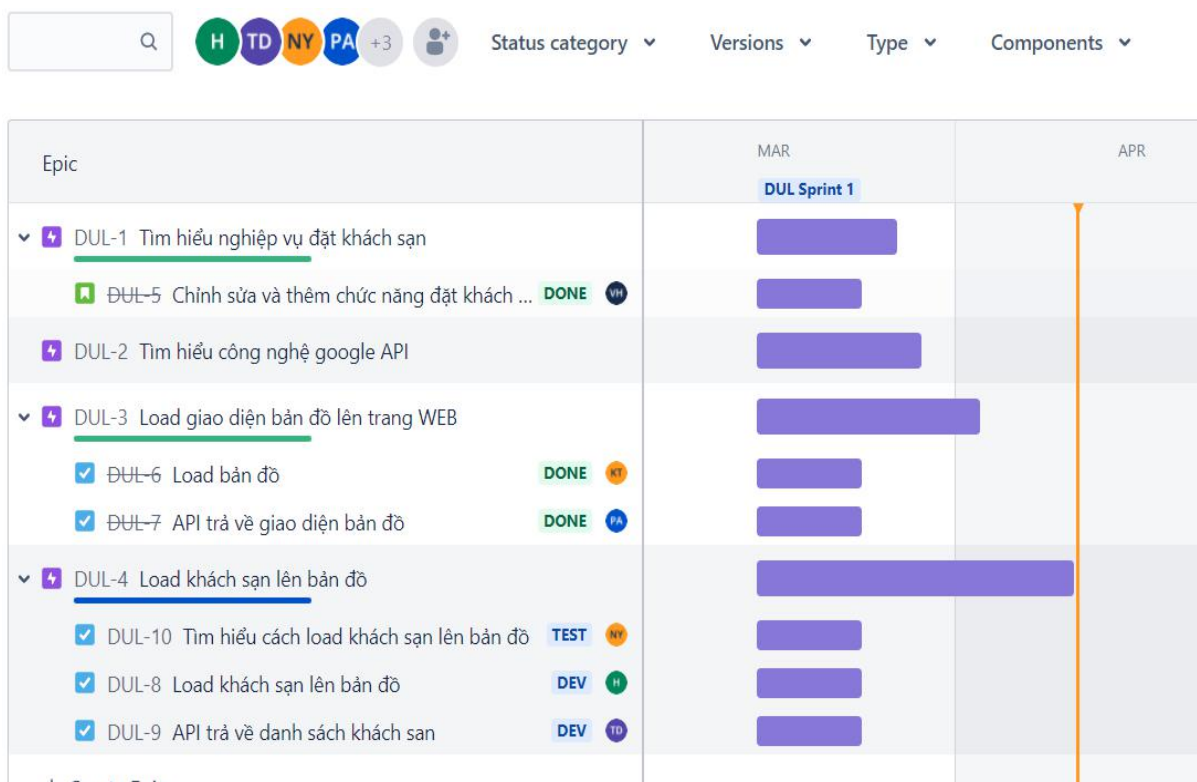 H TD NY PA +3 Status category Versions Type Components
Epic MAR APR
DUL Sprint 1
DUL-1 Tìm hiểu nghiệp vụ đặt khách sạn
DUL-5 Chỉnh sửa và thêm chức năng đặt khách ... DONE VH
DUL-2 Tìm hiểu công nghệ google API
DUL-3 Load giao diện bản đồ lên trang WEB
DUL-6 Load bản đồ DONE KT
DUL-7 API trả về giao diện bản đồ DONE PA
DUL-4 Load khách sạn lên bản đồ
DUL-10 Tìm hiểu cách load khách sạn lên bản đồ TEST NY
DUL-8 Load khách sạn lên bản đồ DEV H
DUL-9 API trả về danh sách khách san DEV TD